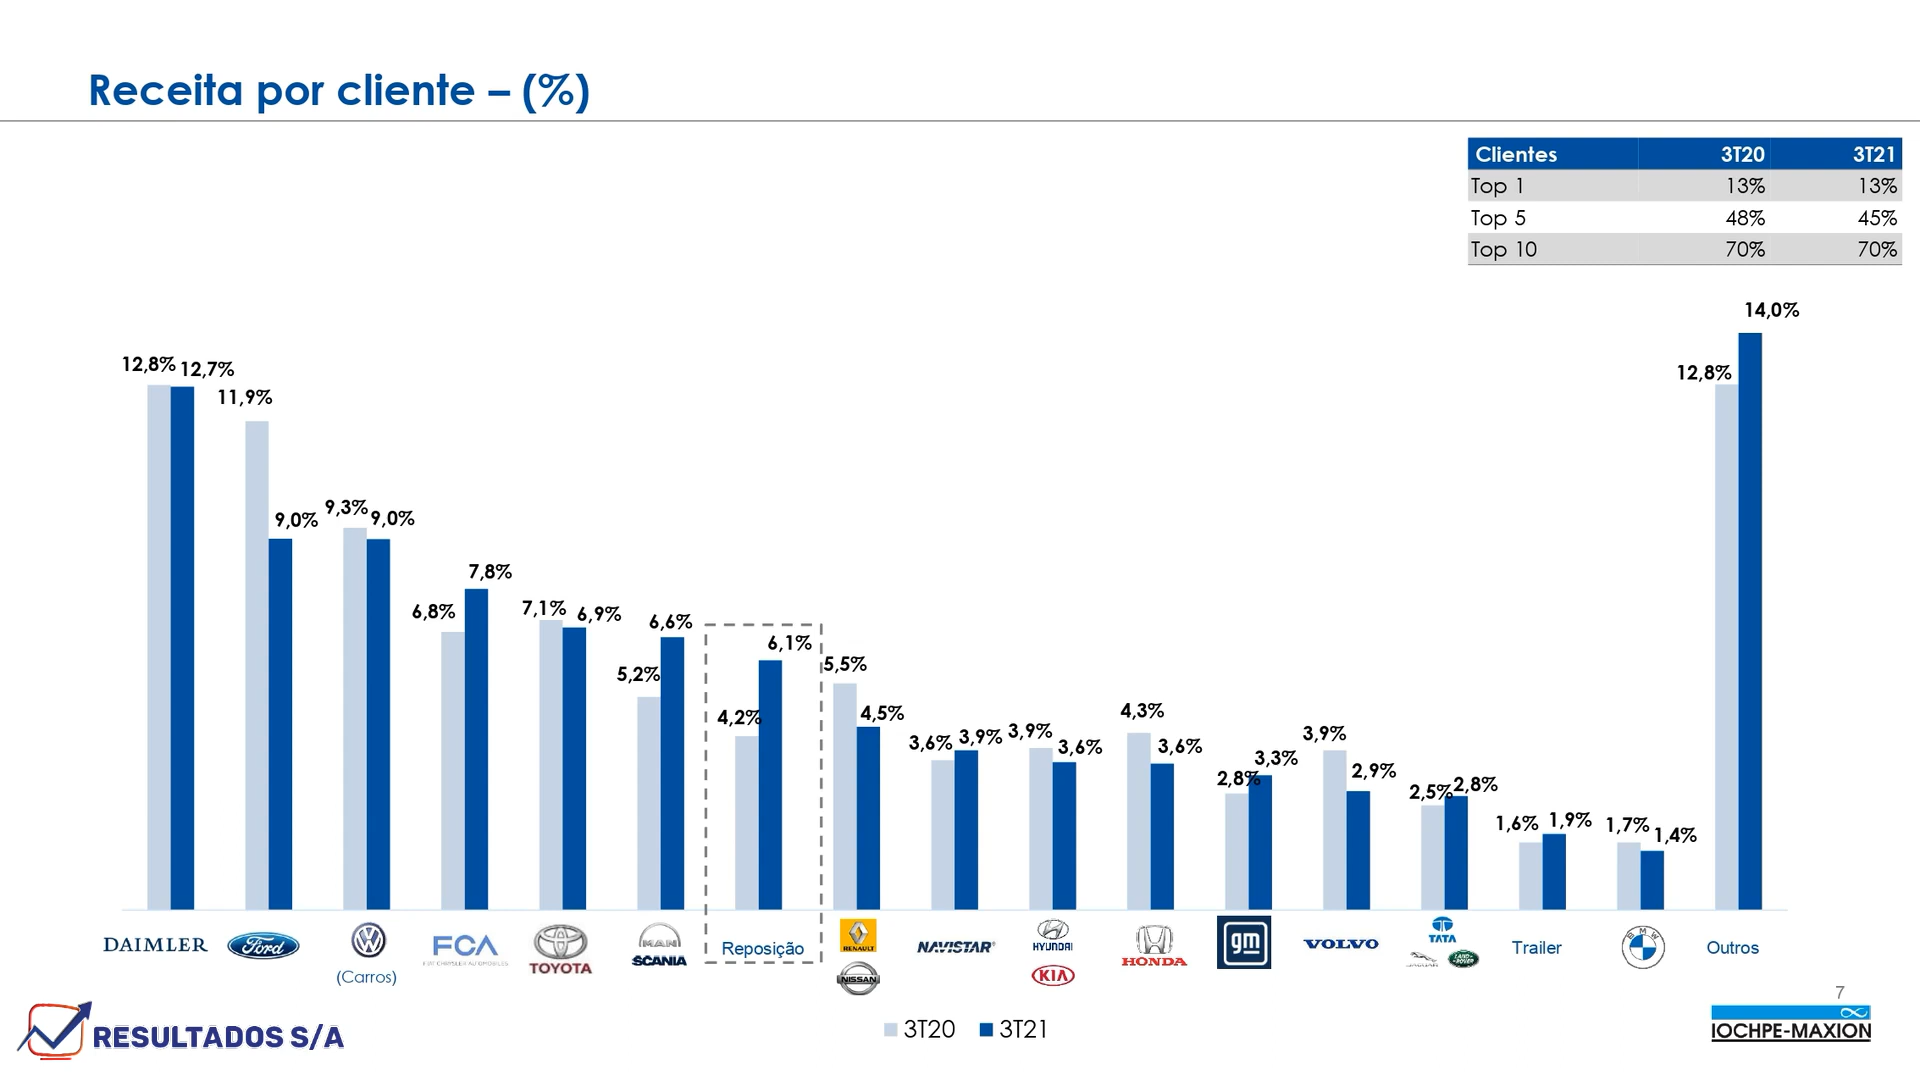 Receita por cliente – (%)
Clientes 3T20 3T21
Top 1 13% 13%
Top 5 48% 45%
Top 10 70% 70%
12,8% 12,7%
11,9% 9,0%
9,3% 9,0%
6,8% 7,8%
7,1% 6,9%
5,2% 6,6%
4,2% 6,1%
5,5% 4,5%
3,6% 3,9%
3,9% 3,6%
4,3% 3,6%
2,8% 3,3%
3,9% 2,9%
2,5% 2,8%
1,6% 1,9%
1,7% 1,4%
12,8% 14,0%
DAIMLER
Ford
(Carros)
FCA
FIAT CHRYSLER AUTOMOBILES
TOYOTA
MAN
SCANIA
Reposição
RENAULT
NISSAN
NAVISTAR®
HYUNDAI
KIA
HONDA
gm
VOLVO
TATA
LAND-
ROVER
Trailer
BMW
Outros
3T20 3T21
7
RESULTADOS S/A
IOCHPE-MAXION